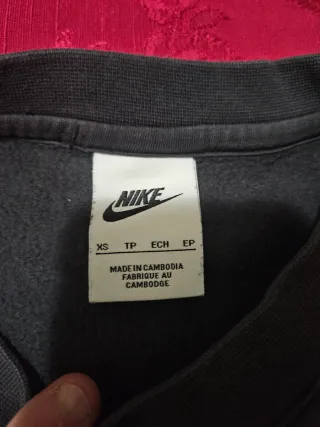 NIKE
XS TP ECH EP
MADE IN CAMBODIA
FABRIQUE AU
CAMBODGE